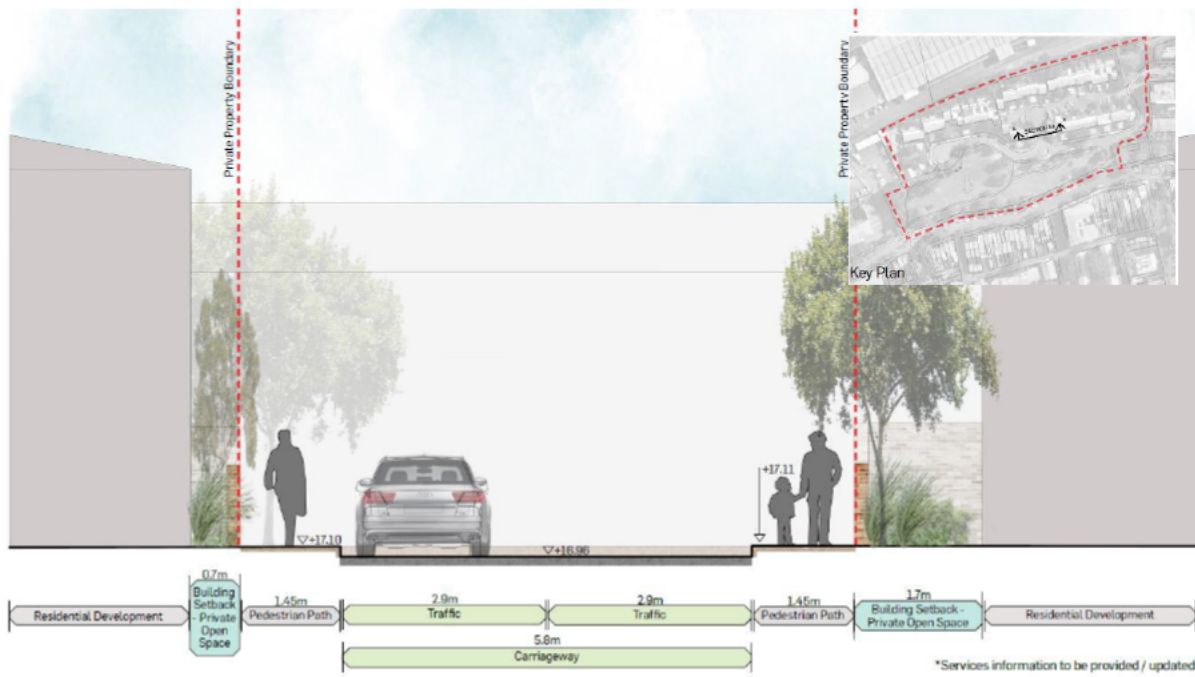 Private Property Boundary
Private Property Boundary
Key Plan
+17.11
+17.10
+16.96
0.7m
Building
Setback
- Private
Open
Space
Residential Development
1.45m
Pedestrian Path
2.9m
Traffic
2.9m
Traffic
1.45m
Pedestrian Path
1.7m
Building Setback -
Private Open Space
Residential Development
5.8m
Carriageway
*Services information to be provided / updated